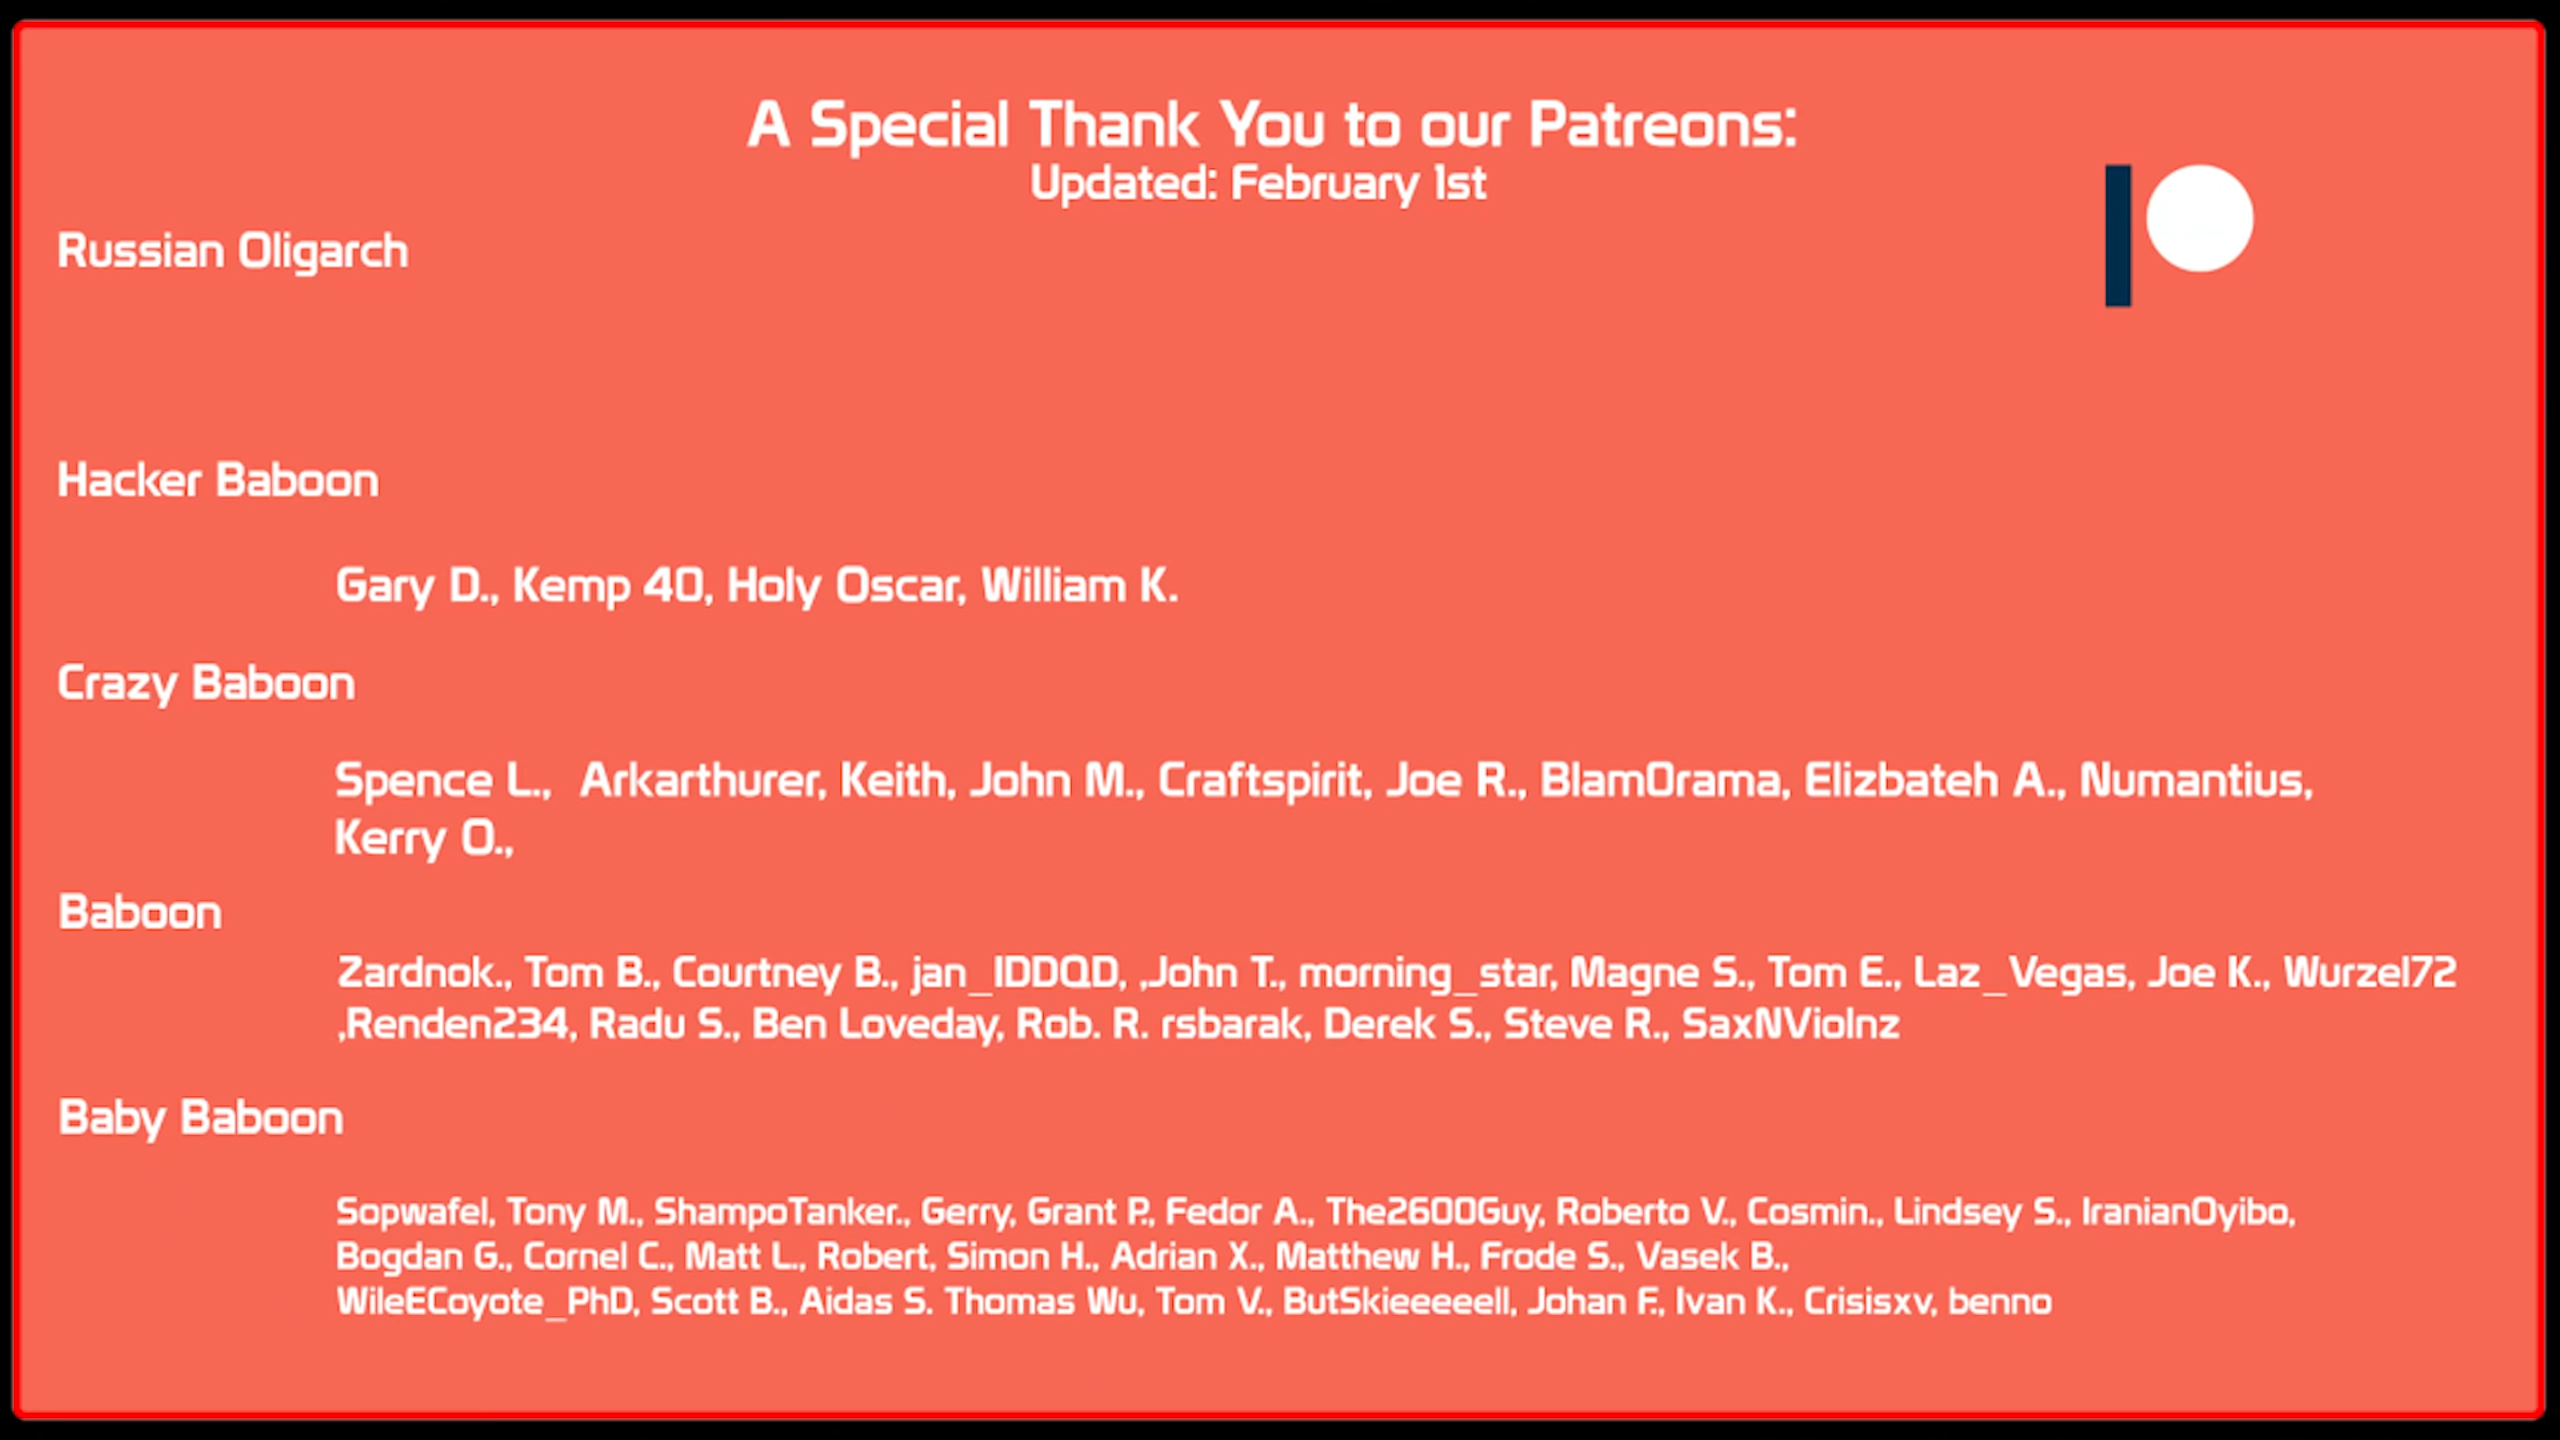 A Special Thank You to our Patreons:
Updated: February 1st
Russian Oligarch
Hacker Baboon
Gary D., Kemp 40, Holy Oscar, William K.
Crazy Baboon
Spence L.,  Arkarthurer, Keith, John M., Craftspirit, Joe R., Blam0rama, Elizbateh A., Numantius,
Kerry O.,
Baboon
Zardnok., Tom B., Courtney B., jan_IDDQD, ,John T., morning_star, Magne S., Tom E., Laz_Vegas, Joe K., Wurzel72
,Renden234, Radu S., Ben Loveday, Rob. R. rsbarak, Derek S., Steve R., SaxNViolnz
Baby Baboon
Sopwafel, Tony M., ShampoTanker., Gerry, Grant P., Fedor A., The2600Guy, Roberto V., Cosmin., Lindsey S., IranianOyibo,
Bogdan G., Cornel C., Matt L., Robert, Simon H., Adrian X., Matthew H., Frode S., Vasek B.,
WileECoyote_PhD, Scott B., Aidas S. Thomas Wu, Tom V., ButSkieeeeell, Johan F., Ivan K., Crisisxv, benno